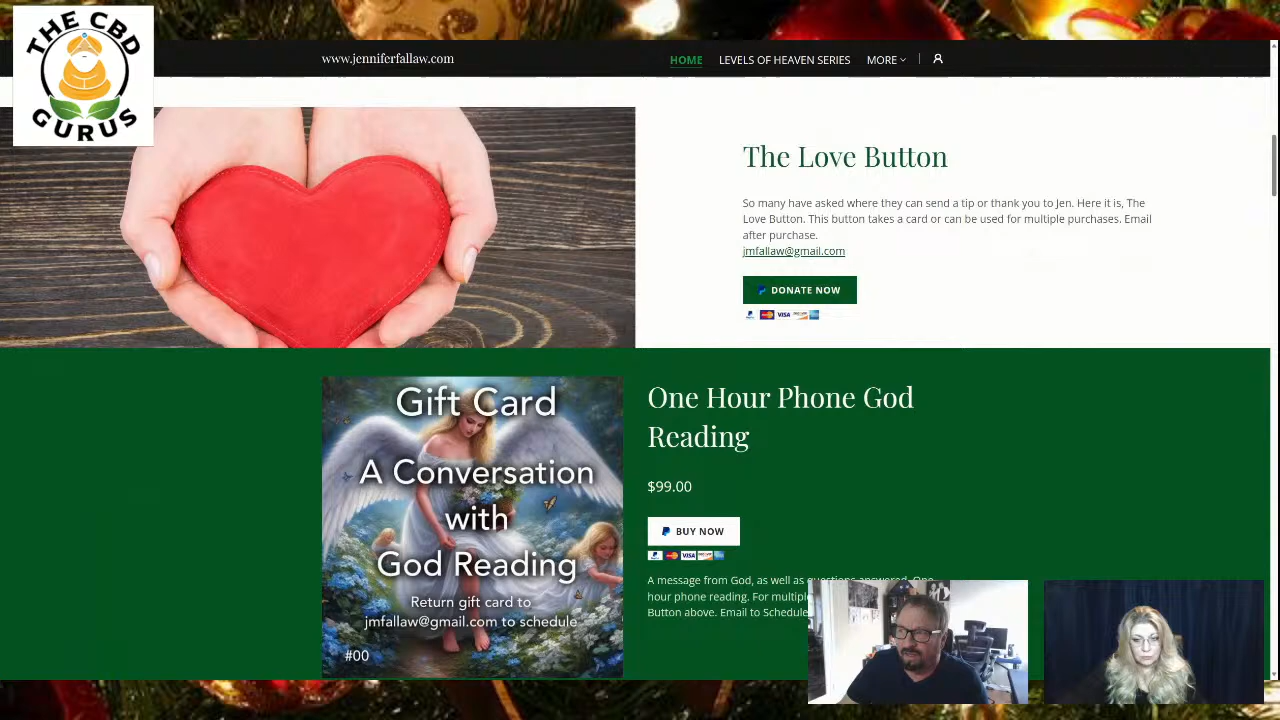 THE CBD
GURUS
www.jenniferfallaw.com
HOME
LEVELS OF HEAVEN SERIES
MORE
The Love Button
So many have asked where they can send a tip or thank you to Jen. Here it is, The
Love Button. This button takes a card or can be used for multiple purchases. Email
after purchase.
jmfallaw@gmail.com
DONATE NOW
Gift Card
A Conversation
with
God Reading
Return gift card to
jmfallaw@gmail.com to schedule
#00
One Hour Phone God
Reading
$99.00
BUY NOW
A message from God, as well as questions answered. One
hour phone reading. For multiple
Button above. Email to Schedule